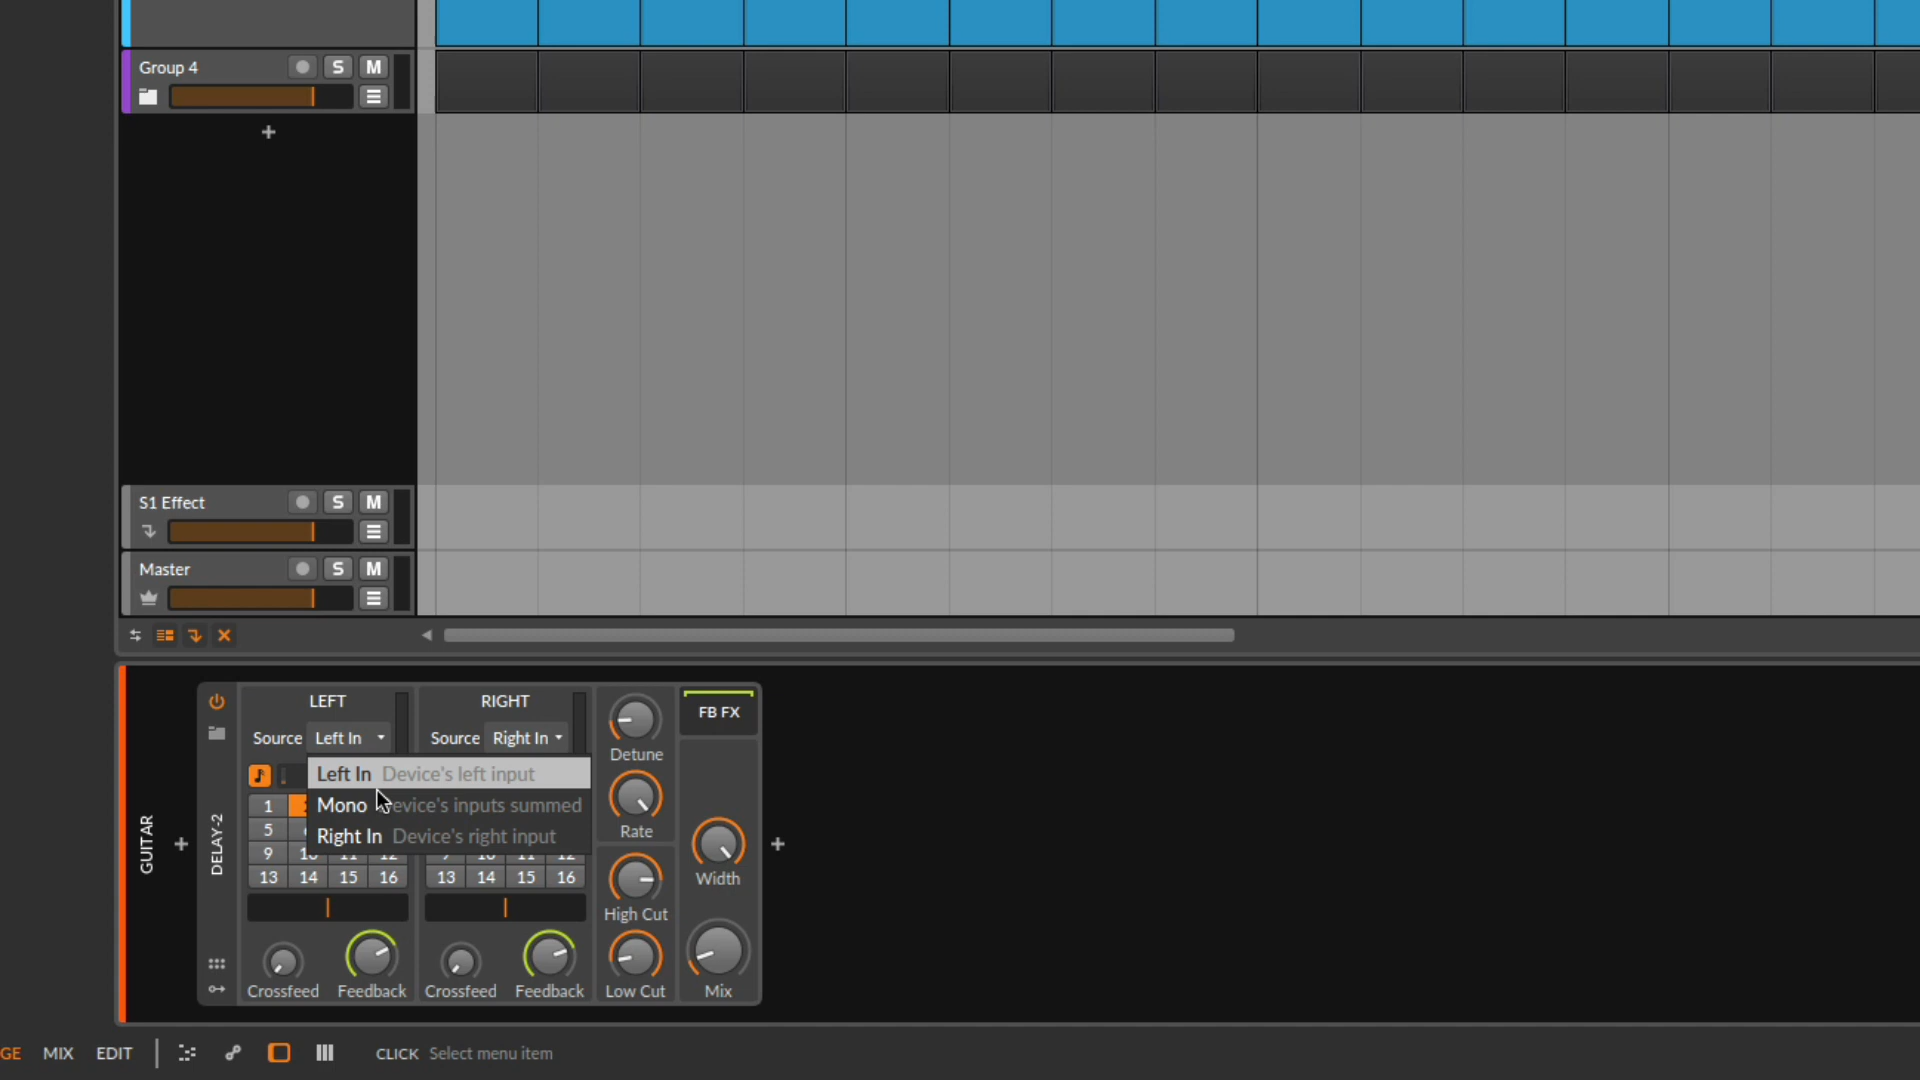 Group 4
S M
+
S1 Effect
S M
Master
S M
GUITAR
+
DELAY-2
LEFT
Source Left In
RIGHT
Source Right In
Left In Device's left input
Mono evice's inputs summed
Right In Device's right input
1
5
9
13 14 15 16
13 14 15 16
Crossfeed Feedback
Crossfeed Feedback
Detune
Rate
High Cut
Low Cut
FB FX
Width
Mix
+
GE MIX EDIT
CLICK Select menu item